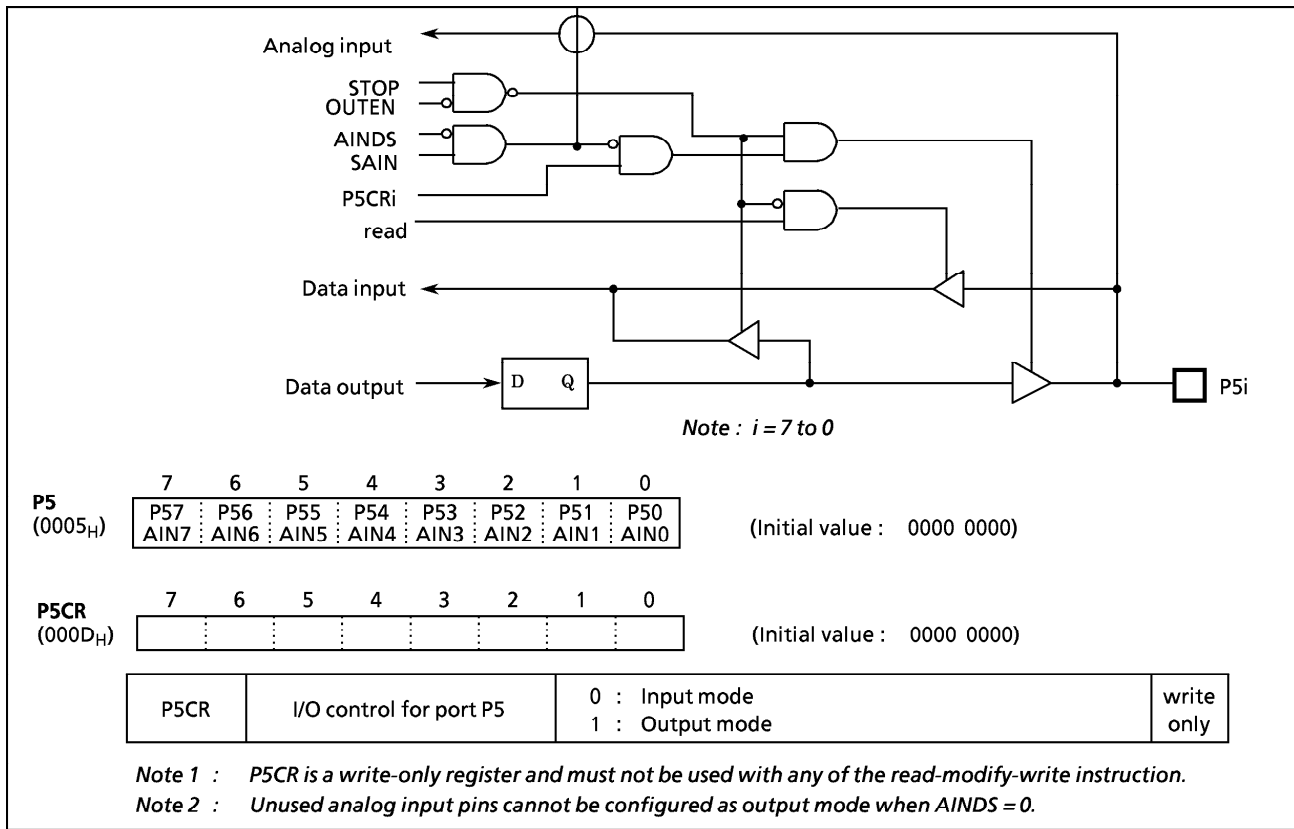 Analog input
STOP
OUTEN
AINDS
SAIN
P5CRi
read
Data input
Data output
D Q
P5i
Note : i = 7 to 0
7 6 5 4 3 2 1 0
P5
(0005H)
P57 P56 P55 P54 P53 P52 P51 P50
AIN7 AIN6 AIN5 AIN4 AIN3 AIN2 AIN1 AIN0
(Initial value : 0000 0000)
7 6 5 4 3 2 1 0
P5CR
(000DH)
(Initial value : 0000 0000)
P5CR
I/O control for port P5
0 : Input mode
1 : Output mode
write
only
Note 1 : P5CR is a write-only register and must not be used with any of the read-modify-write instruction.
Note 2 : Unused analog input pins cannot be configured as output mode when AINDS = 0.